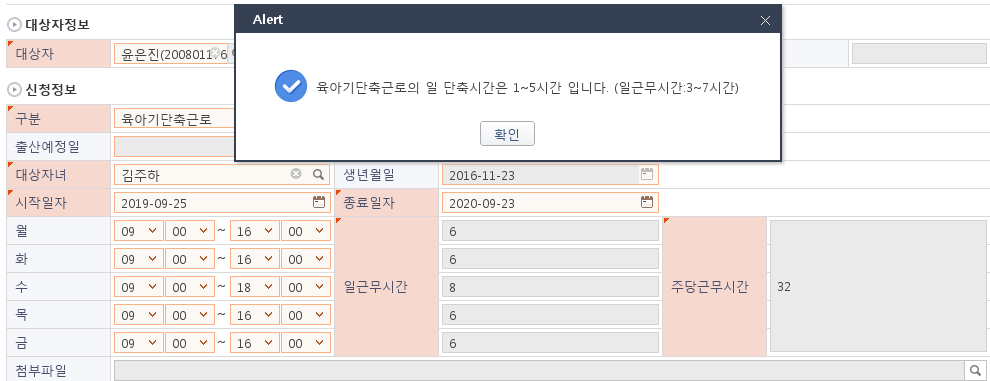 Alert
육아기단축근로의 일 단축시간은 1~5시간 입니다. (일근무시간:3~7시간)
확인
대상자정보
대상자 윤은진(2008011
신청정보
구분 육아기단축근로
출산예정일
대상자녀 김주하 생년월일 2016-11-23
시작일자 2019-09-25 종료일자 2020-09-23
월 09 00 ~ 16 00 6
화 09 00 ~ 16 00 6
수 09 00 ~ 18 00 일근무시간 8 주당근무시간 32
목 09 00 ~ 16 00 6
금 09 00 ~ 16 00 6
첨부파일